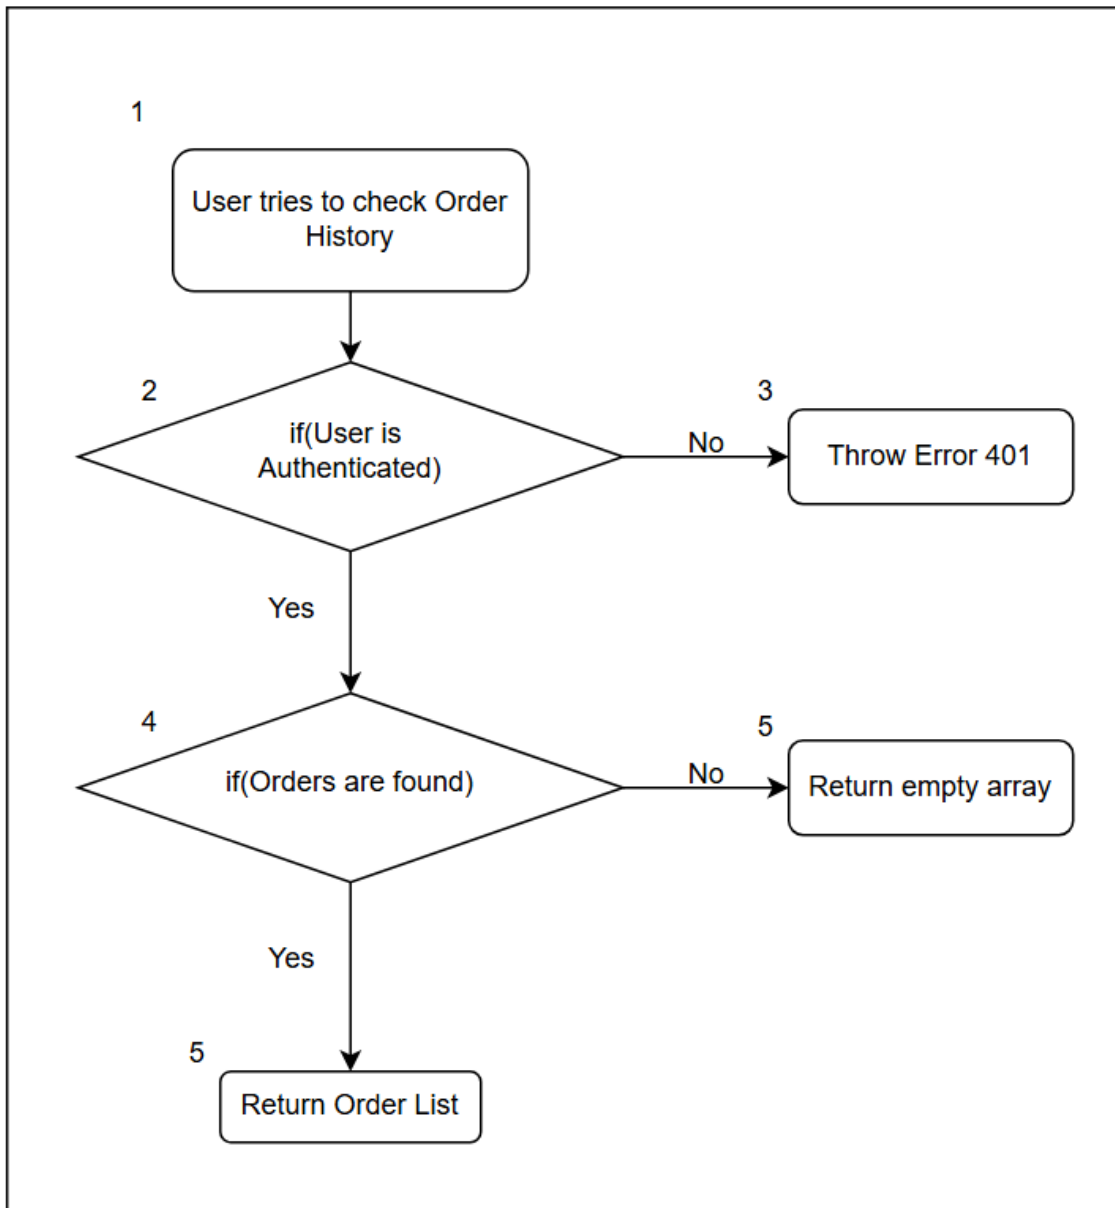 1
User tries to check Order
History
2
if(User is
Authenticated)
No
3
Throw Error 401
Yes
4
if(Orders are found)
No
5
Return empty array
Yes
5
Return Order List